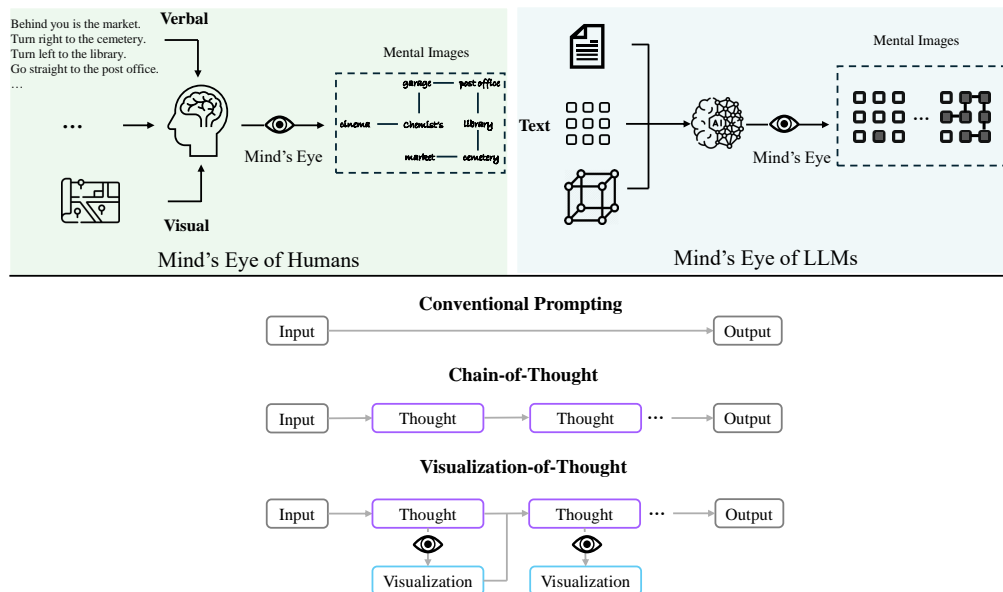 Behind you is the market.
Turn right to the cemetery.
Turn left to the library.
Go straight to the post office.
...
Verbal
...
Visual
Mind's Eye
Mental Images
garage post office
cinema Chemist's library
market cemetery
Mind's Eye of Humans
Text
AI
Mind's Eye
Mental Images
...
Mind's Eye of LLMs
Conventional Prompting
Input Output
Chain-of-Thought
Input Thought Thought ... Output
Visualization-of-Thought
Input Thought Thought ... Output
Visualization Visualization